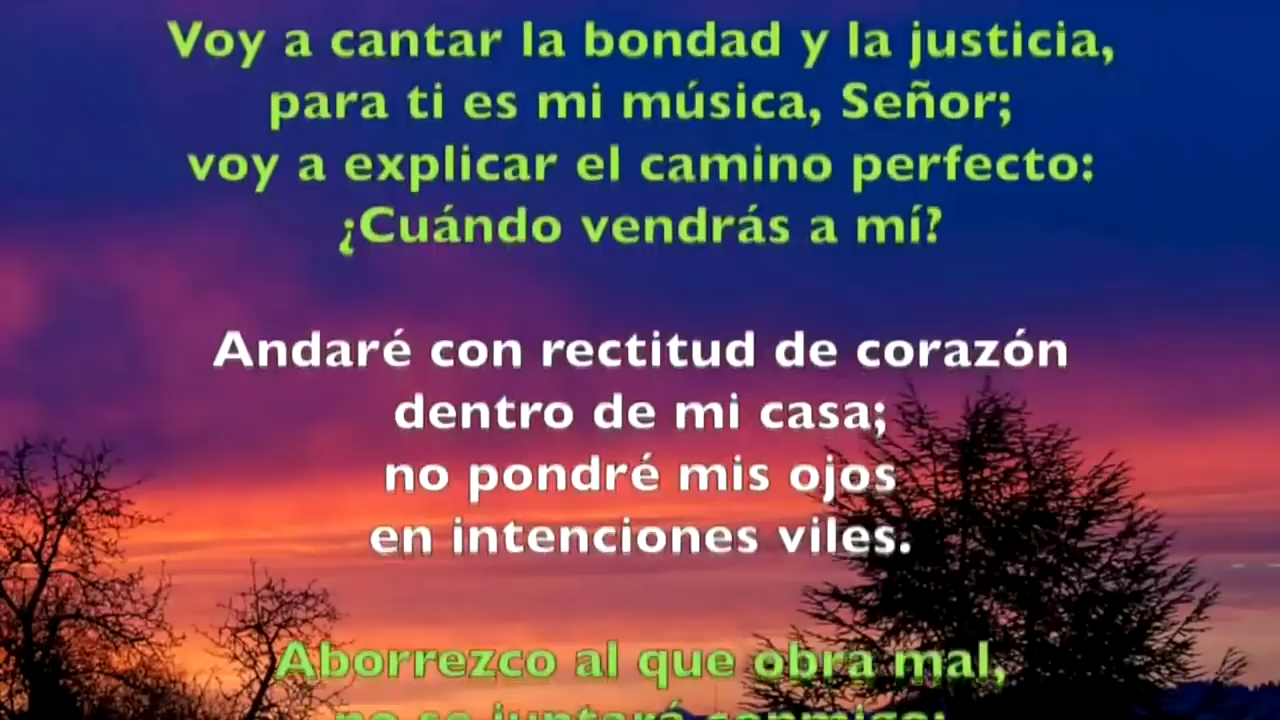 Voy a cantar la bondad y la justicia,
para ti es mi música, Señor;
voy a explicar el camino perfecto:
¿Cuándo vendrás a mí?
Andaré con rectitud de corazón
dentro de mi casa;
no pondré mis ojos
en intenciones viles.
Aborrezco al que obra mal,
no se juntará conmigo;